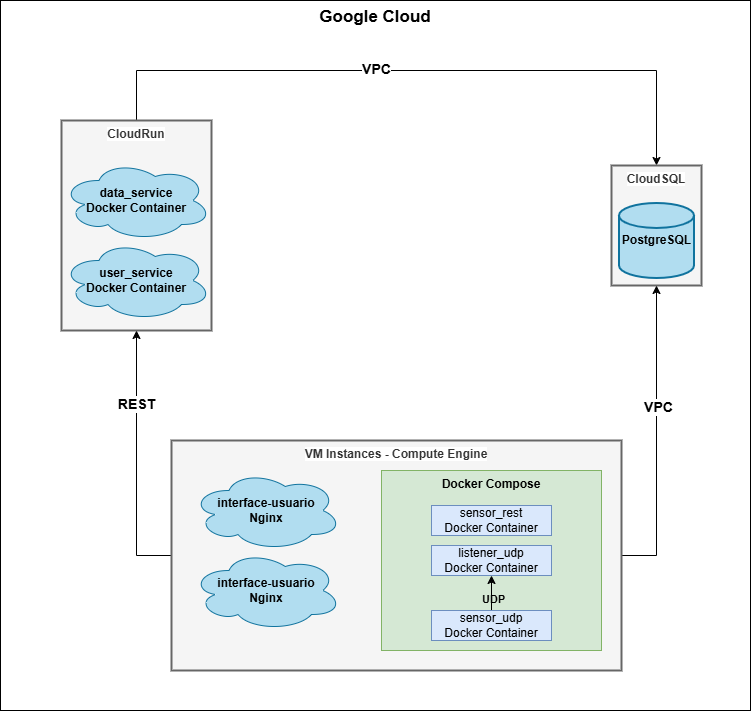 Google Cloud
VPC
CloudRun
data_service
Docker Container
user_service
Docker Container
CloudSQL
PostgreSQL
REST
VPC
VM Instances - Compute Engine
interface-usuario
Nginx
interface-usuario
Nginx
Docker Compose
sensor_rest
Docker Container
listener_udp
Docker Container
UDP
sensor_udp
Docker Container